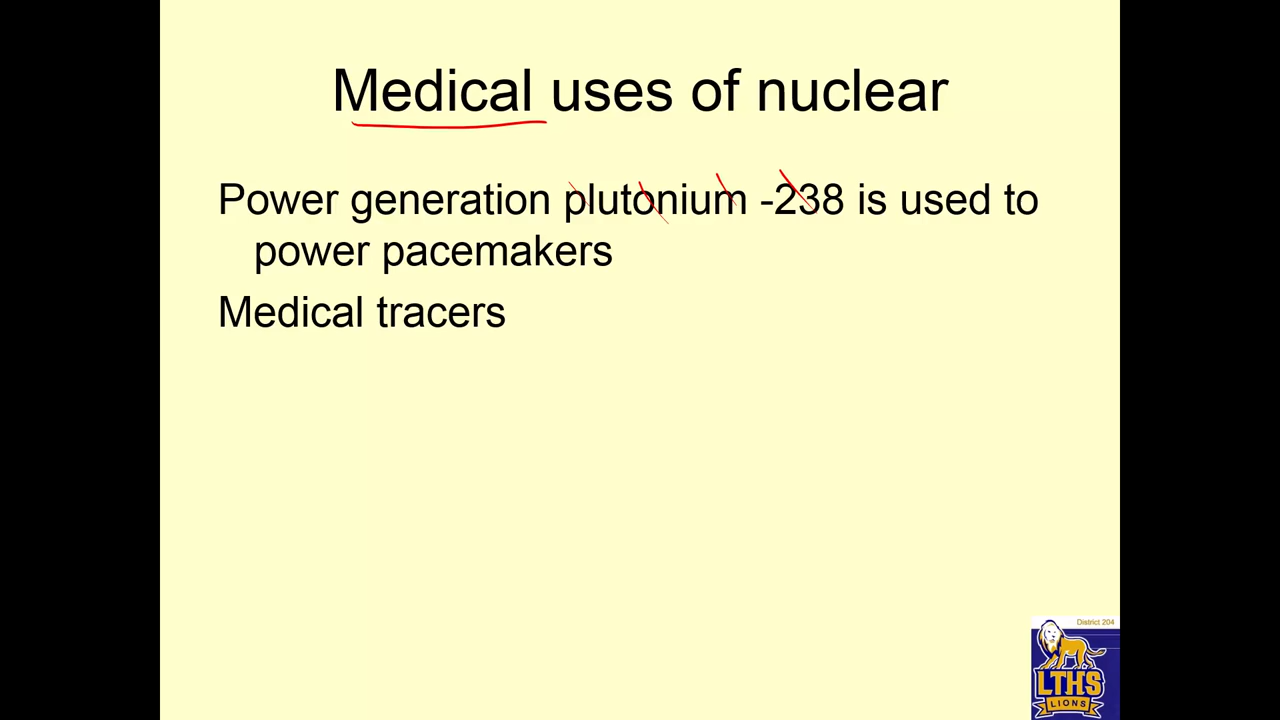 Medical uses of nuclear
Power generation plutonium -238 is used to
power pacemakers
Medical tracers
District 204
LTHS
LIONS